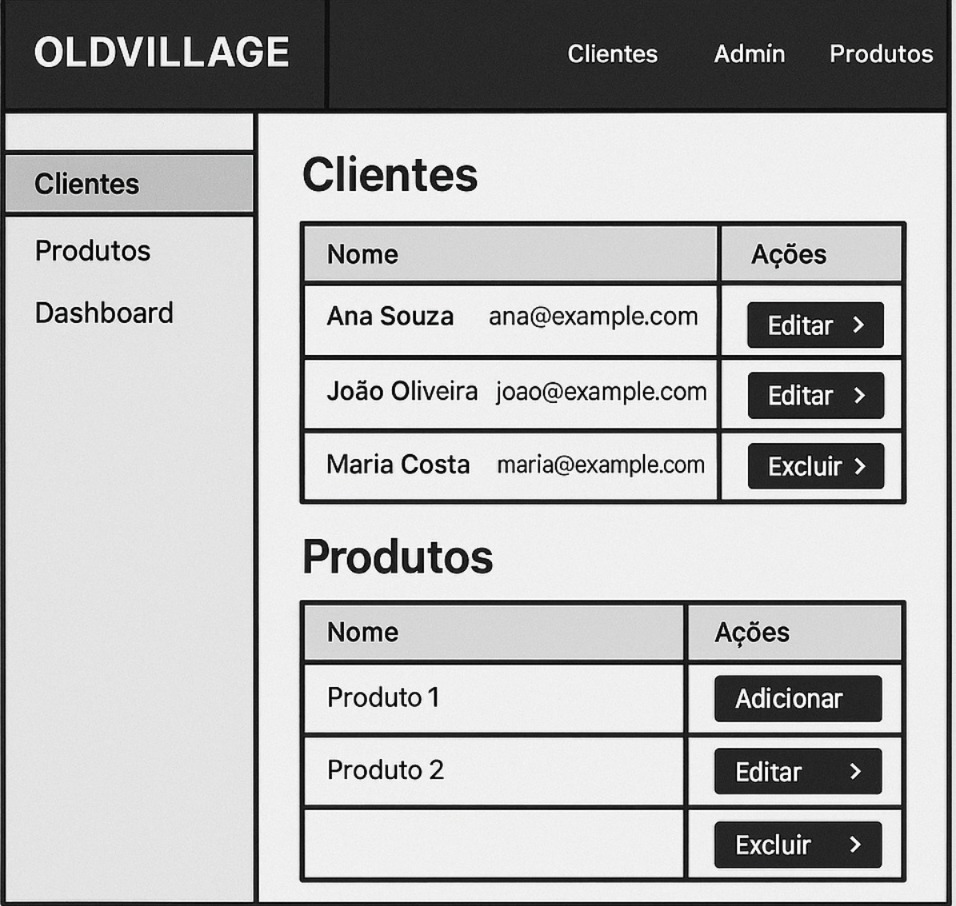 OLDVILLAGE
Clientes Admin Produtos
Clientes
Produtos
Dashboard
Clientes
Nome Ações
Ana Souza ana@example.com Editar >
João Oliveira joao@example.com Editar >
Maria Costa maria@example.com Excluir >
Produtos
Nome Ações
Produto 1 Adicionar
Produto 2 Editar >
Excluir >